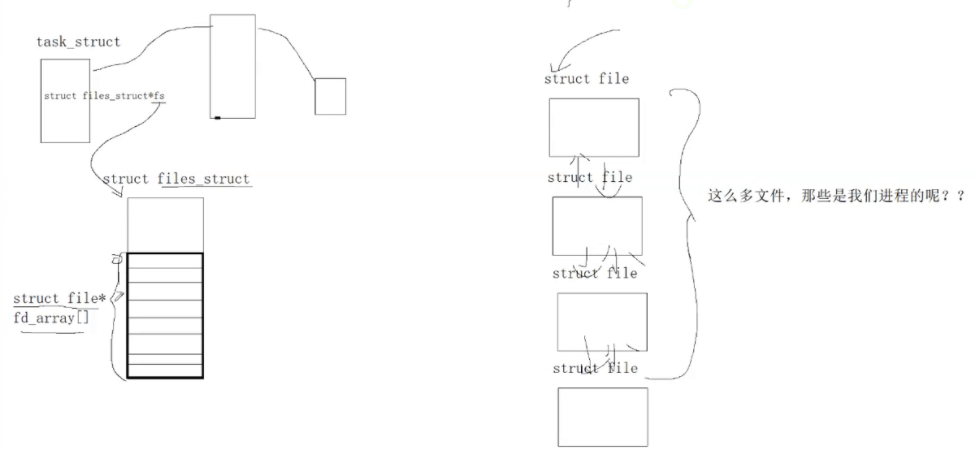 task_struct
struct files_struct*fs
struct files_struct
struct file*
fd_array[]
struct file
struct file
struct file
struct file
这么多文件，那些是我们进程的呢？？